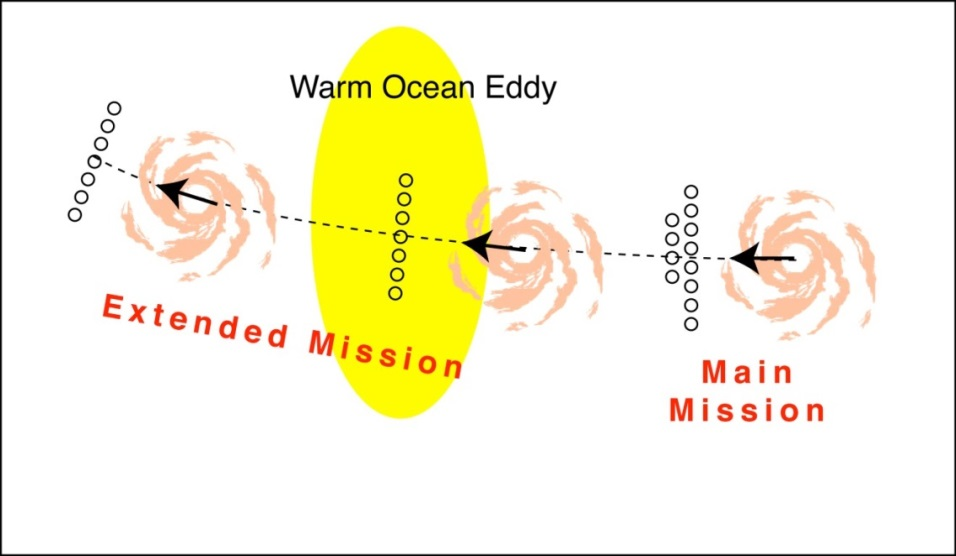 Warm Ocean Eddy
Extended Mission
Main
Mission